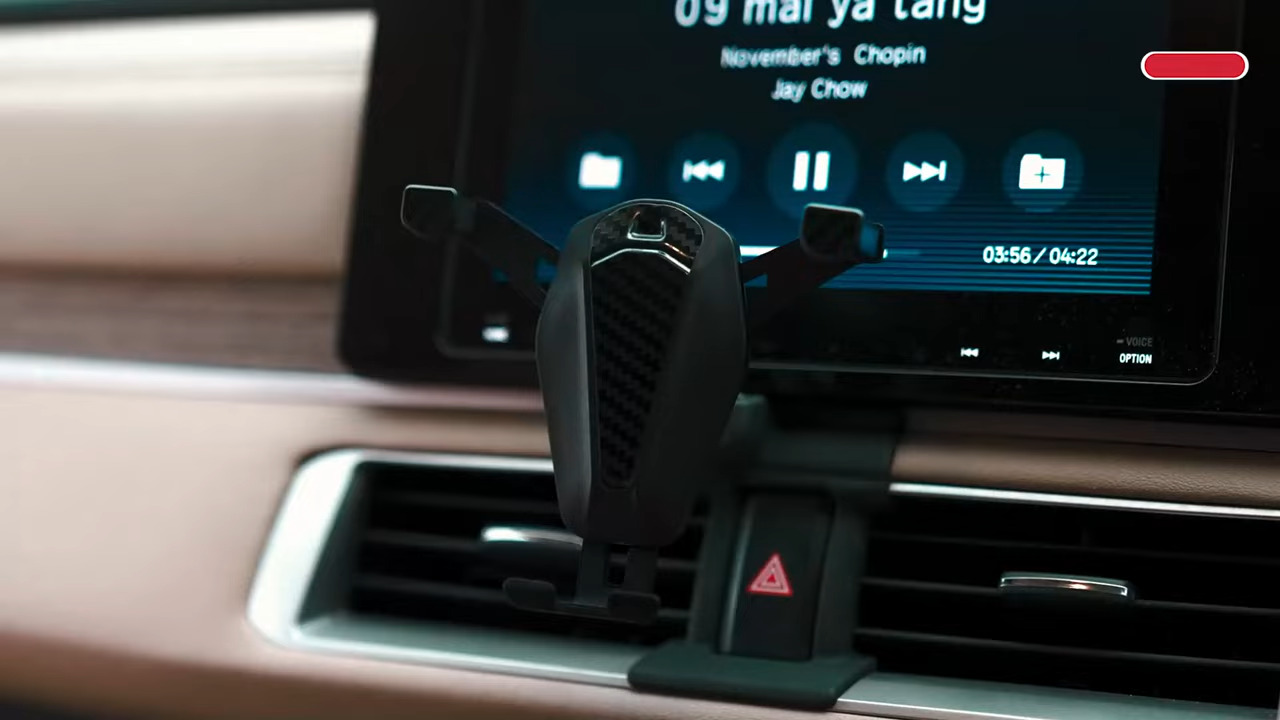 09 mai ya tang
November's Chopin
Jay Chow
03:56 / 04:22
VOICE
OPTION